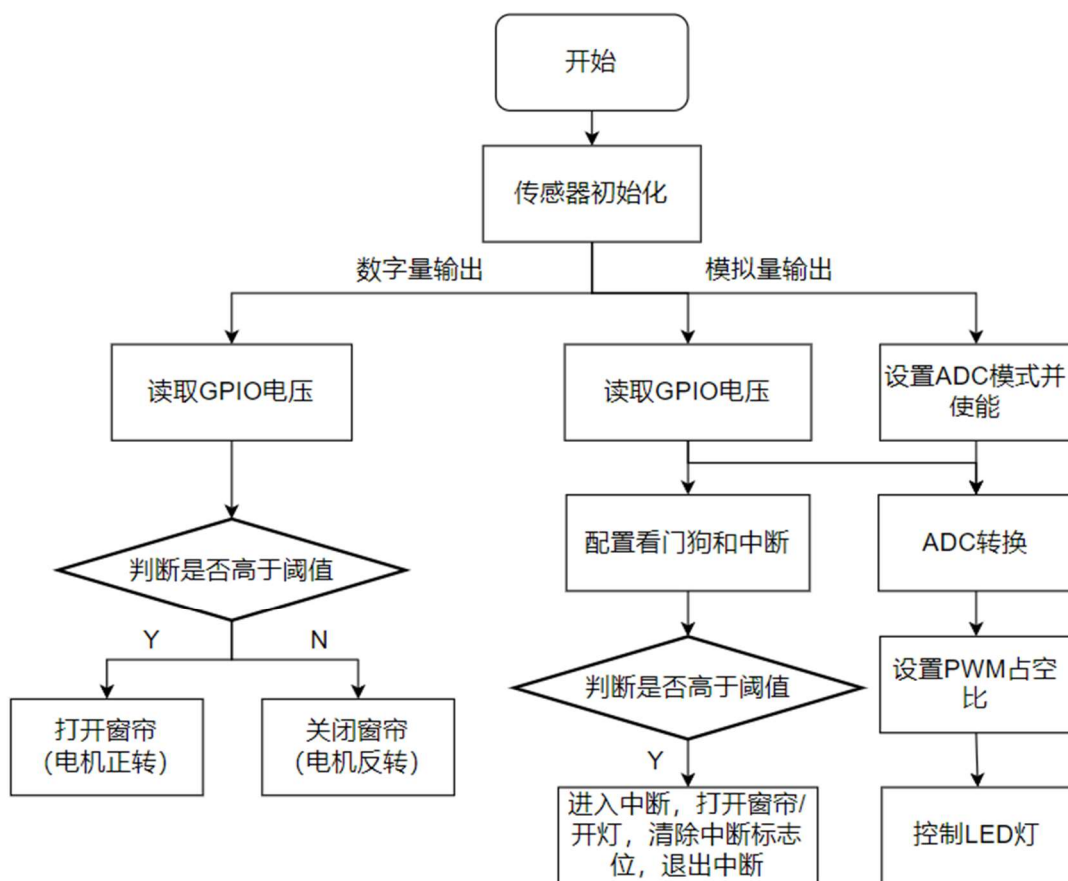 开始
传感器初始化
数字量输出
模拟量输出
读取GPIO电压
读取GPIO电压
设置ADC模式并
使能
配置看门狗和中断
ADC转换
判断是否高于阈值
Y
N
判断是否高于阈值
设置PWM占空
比
打开窗帘
(电机正转)
关闭窗帘
(电机反转)
Y
进入中断，打开窗帘/
开灯，清除中断标志
位，退出中断
控制LED灯